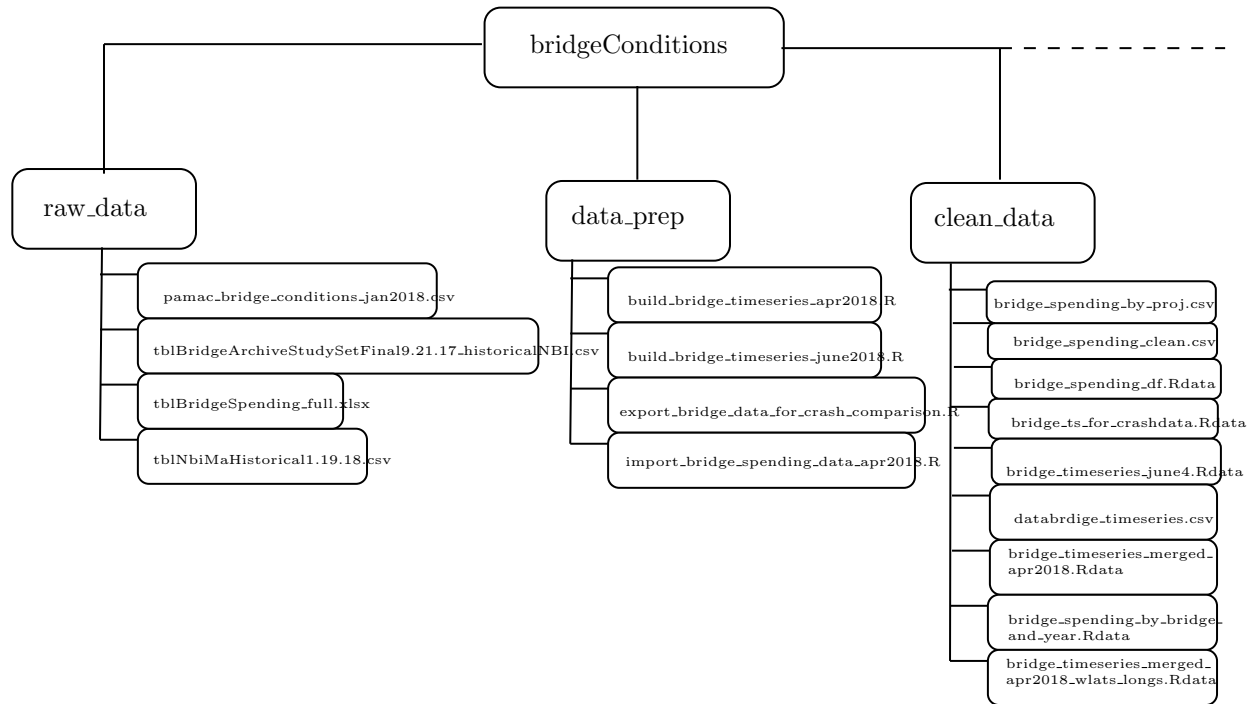 bridgeConditions
raw_data
data_prep
clean_data
pamac_bridge_conditions_jan2018.csv
tblBridgeArchiveStudySetFinal9.21.17_historicalNBI.csv
tblBridgeSpending_full.xlsx
tblNbiMaHistorical1.19.18.csv
build_bridge_timeseries_apr2018.R
build_bridge_timeseries_june2018.R
export_bridge_data_for_crash_comparison.R
import_bridge_spending_data_apr2018.R
bridge_spending_by_proj.csv
bridge_spending_clean.csv
bridge_spending_df.Rdata
bridge_ts_for_crashdata.Rdata
bridge_timeseries_june4.Rdata
databrdige_timeseries.csv
bridge_timeseries_merged_
apr2018.Rdata
bridge_spending_by_bridge_
and_year.Rdata
bridge_timeseries_merged_
apr2018_wlats_longs.Rdata